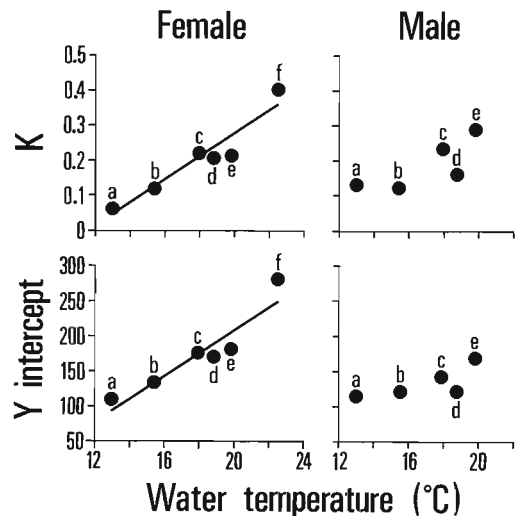 Female Male
0.5
0.4
0.3
0.2
0.1
0
K
a b c d e f
a b c d e
300
250
200
150
100
50
Y intercept
a b c d e f
a b c d e
12 16 20 24 12 16 20
Water temperature (°C)